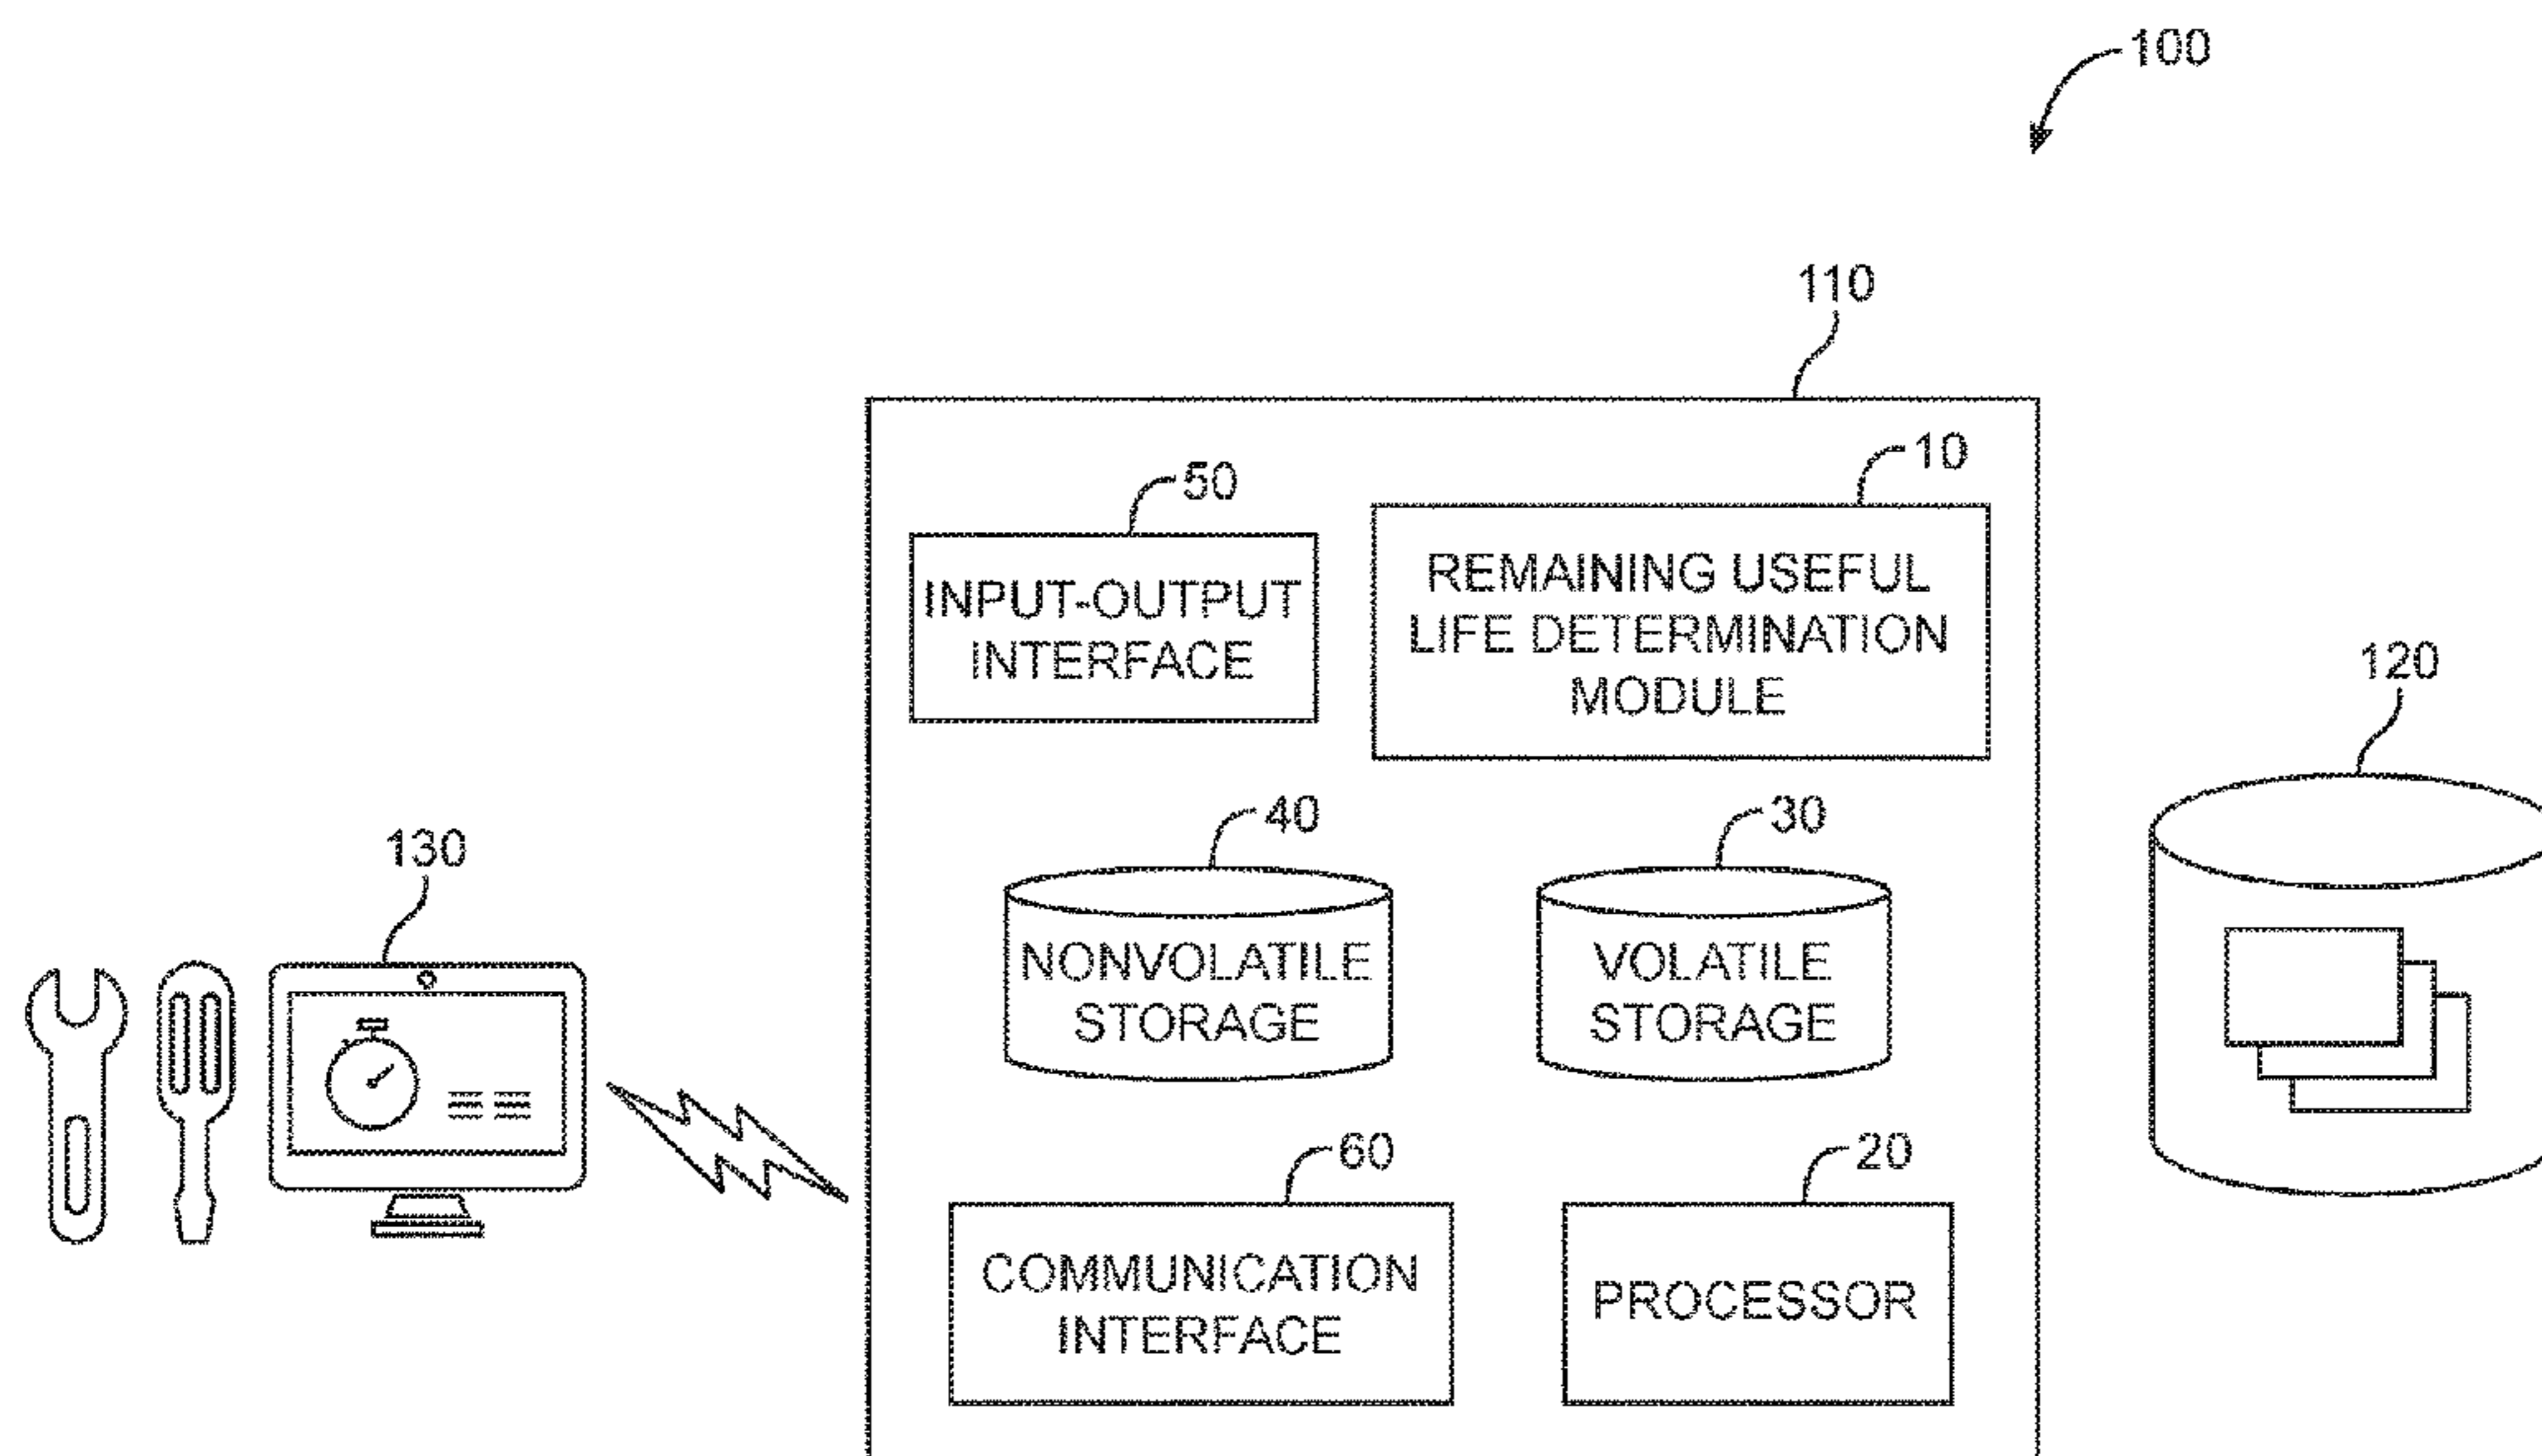 100
110
50
10
INPUT-OUTPUT
INTERFACE
REMAINING USEFUL
LIFE DETERMINATION
MODULE
120
40
30
130
NONVOLATILE
STORAGE
VOLATILE
STORAGE
60
20
COMMUNICATION
INTERFACE
PROCESSOR